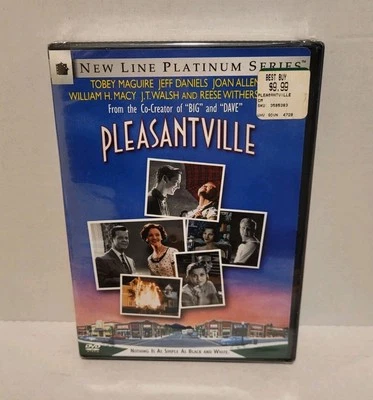 NEW LINE PLATINUM SERIES™
TOBEY MAGUIRE JEFF DANIELS JOAN ALLEN
WILLIAM H. MACY J.T. WALSH AND REESE WITHERS
From the Co-Creator of "BIG" and "DAVE"
BEST BUY
$9.99
PLEASANTVILLE
PLEASANTVILLE
DVD
NOTHING IS AS SIMPLE AS BLACK AND WHITE